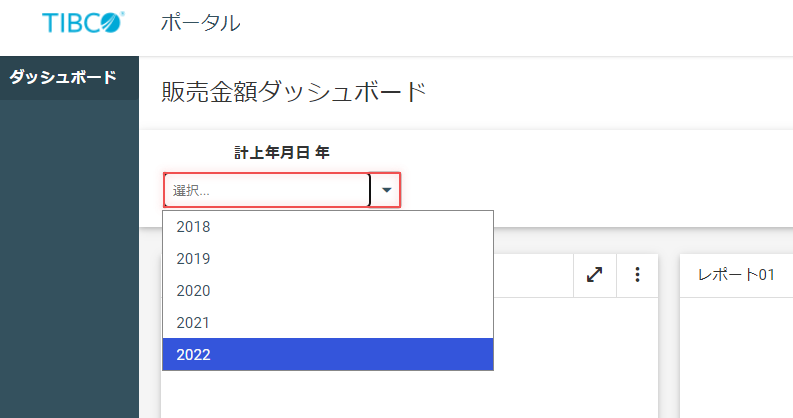 TIBCO® ポータル
ダッシュボード
販売金額ダッシュボード
計上年月日 年
選択...
2018
2019
2020
2021
2022
レポート01